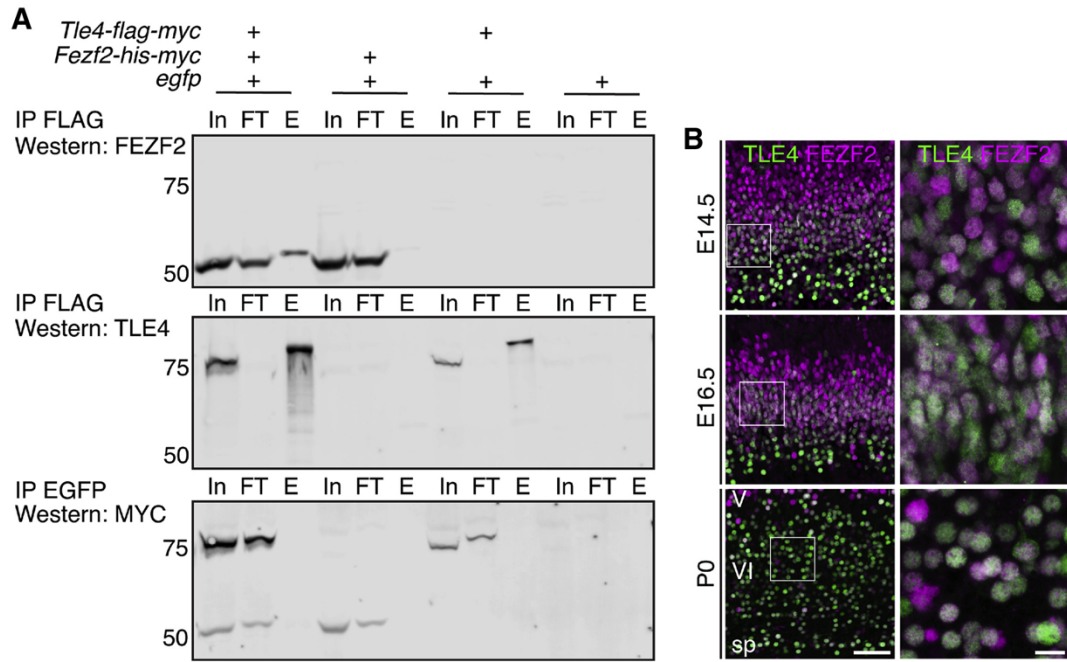 A
Tle4-flag-myc + +
Fezf2-his-myc + +
egfp + + + +
IP FLAG In FT E In FT E In FT E In FT E
Western: FEZF2
75
50
IP FLAG In FT E In FT E In FT E In FT E
Western: TLE4
75
50
IP EGFP In FT E In FT E In FT E In FT E
Western: MYC
75
50
B
TLE4 FEZF2 TLE4 FEZF2
E14.5
E16.5
P0
V
VI
sp